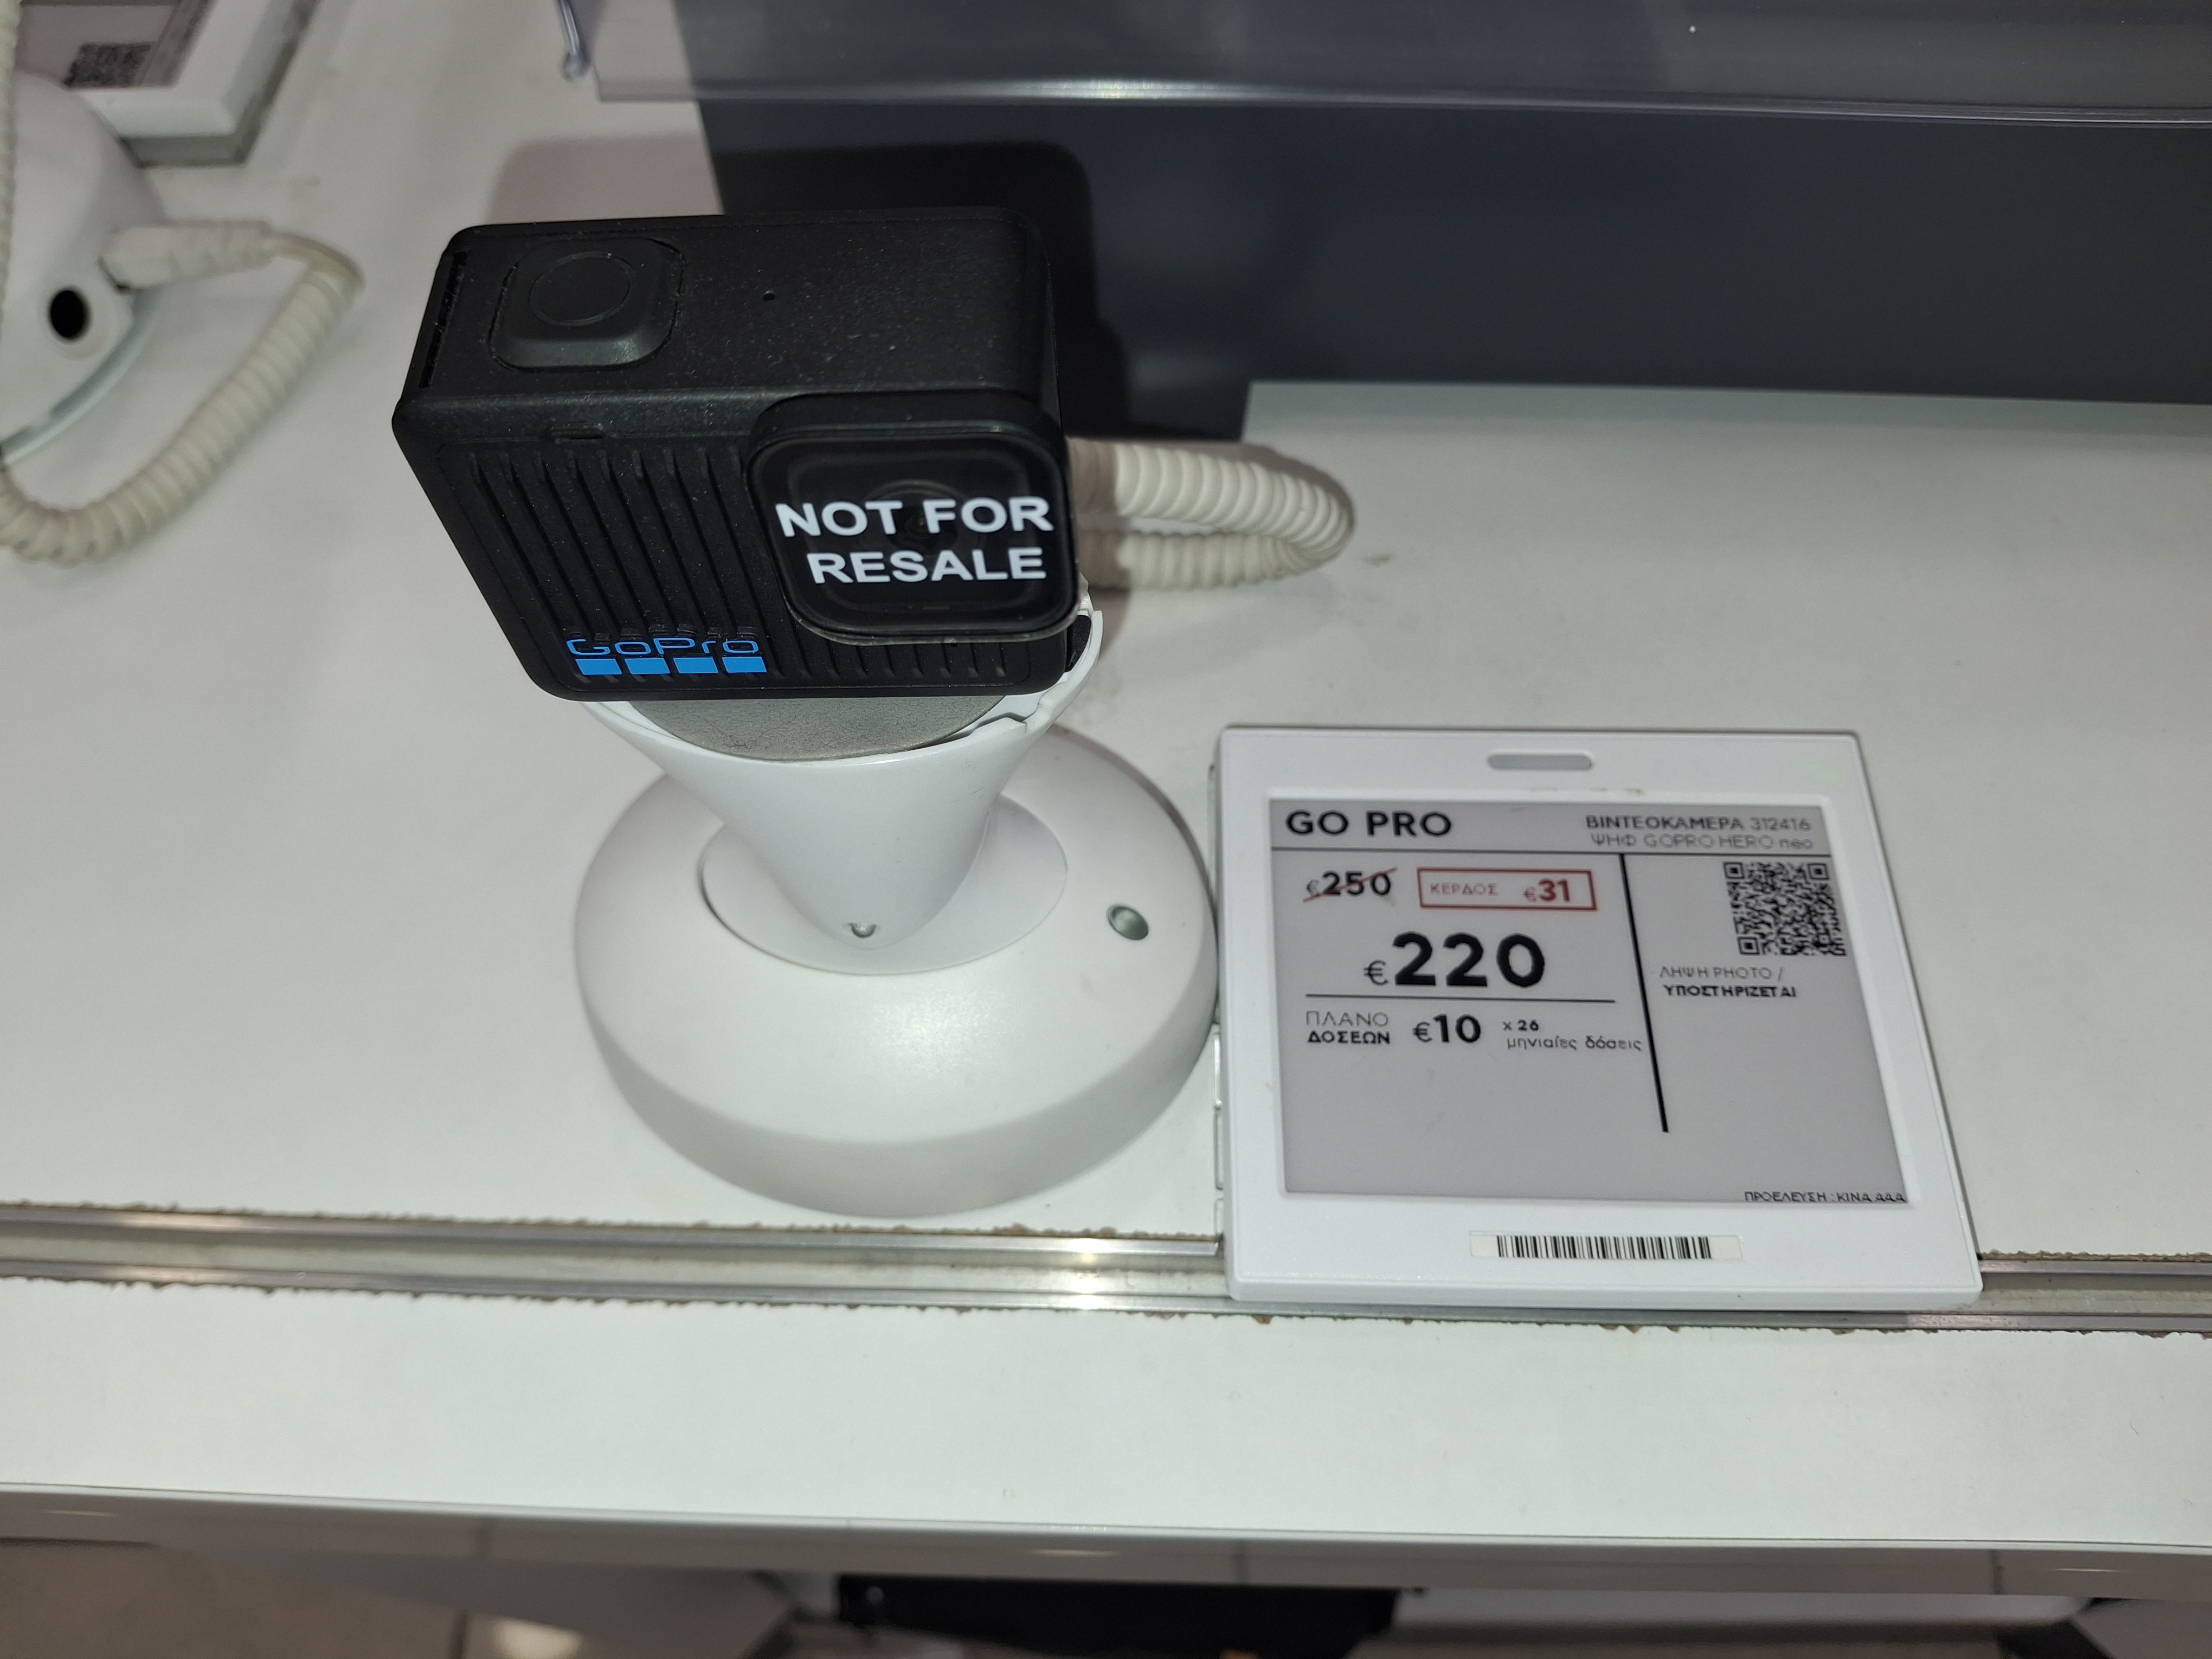 NOT FOR
RESALE
GoPro
GO PRO
ΒΙΝΤΕΟΚΑΜΕΡΑ 312416
ΨΗΦ GOPRO HERO neo
€250
ΚΕΡΔΟΣ €31
€220
ΠΛΑΝΟ
ΔΟΣΕΩΝ
€10
x 26
μηνιαίες δόσεις
ΛΗΨΗ PHOTO /
ΥΠΟΣΤΗΡΙΖΕΤΑΙ
ΠΡΟΕΛΕΥΣΗ : ΚΙΝΑ ΑΑΑ